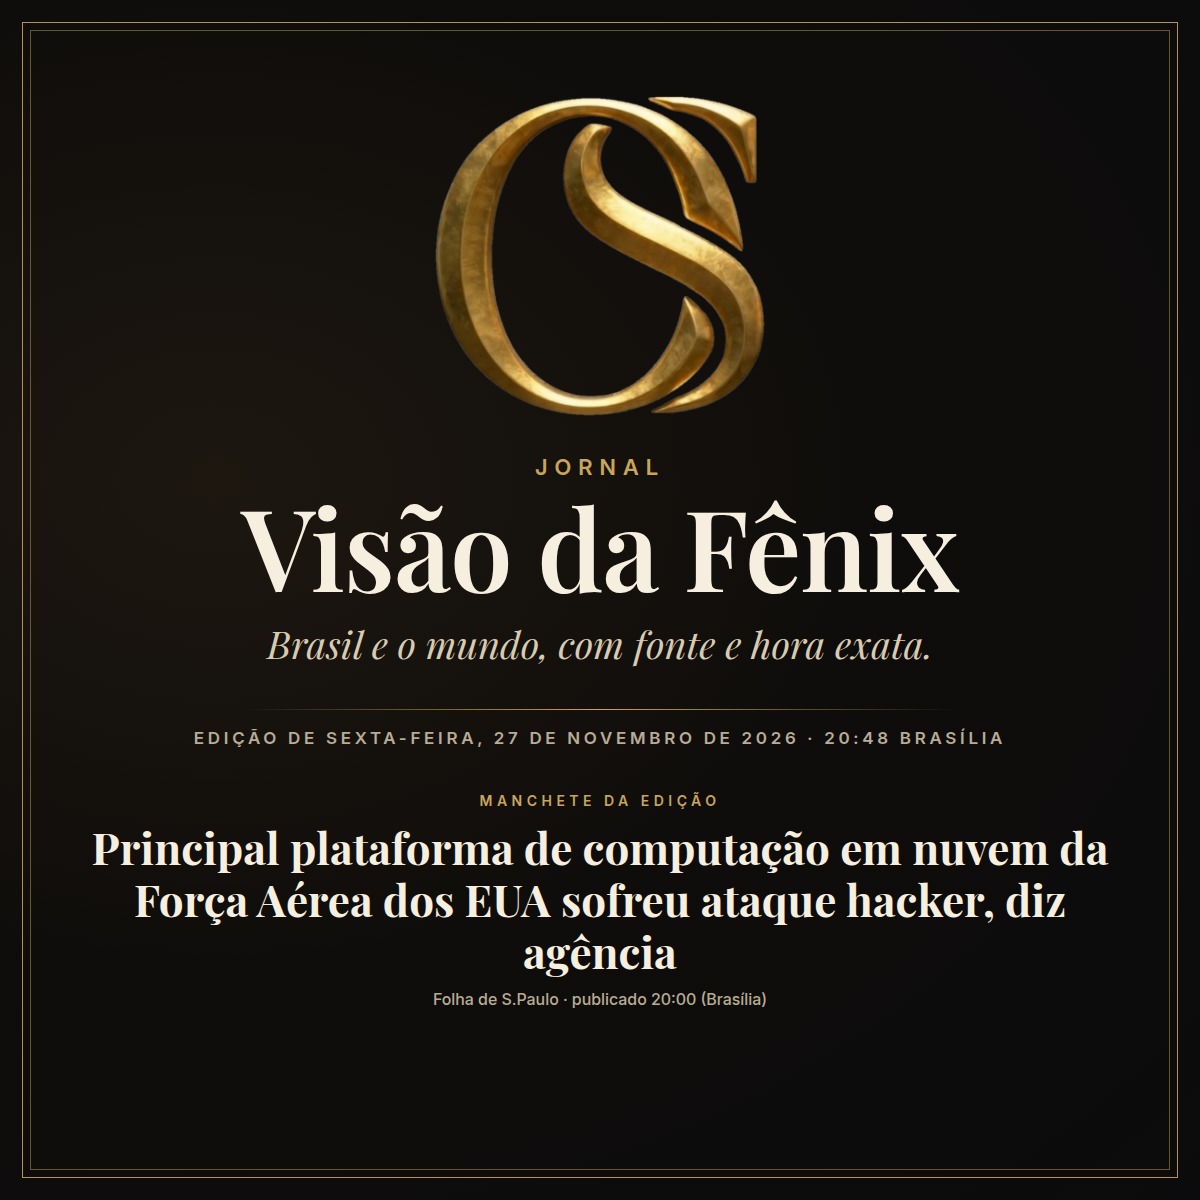 CS
JORNAL
Visão da Fênix
Brasil e o mundo, com fonte e hora exata.
EDIÇÃO DE SEXTA-FEIRA, 27 DE NOVEMBRO DE 2026 · 20:48 BRASÍLIA
MANCHETE DA EDIÇÃO
Principal plataforma de computação em nuvem da
Força Aérea dos EUA sofreu ataque hacker, diz
agência
Folha de S.Paulo · publicado 20:00 (Brasília)